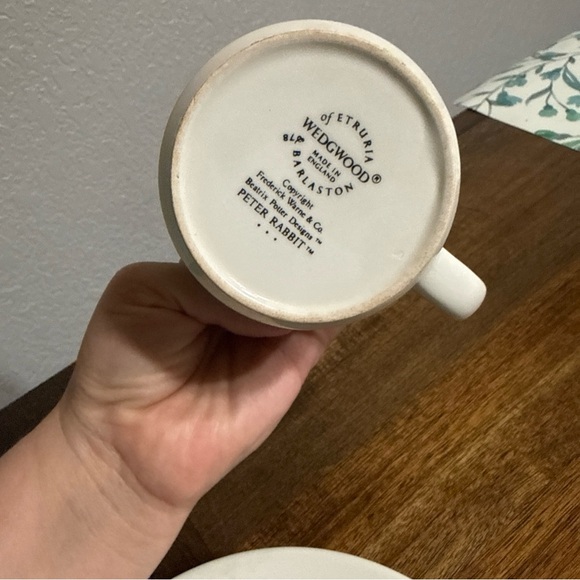 of ETRURIA
WEDGWOOD®
MADE IN
ENGLAND
& BARLASTON
Copyright
Frederick Warne & Co.
Beatrix Potter Designs™
PETER RABBIT™